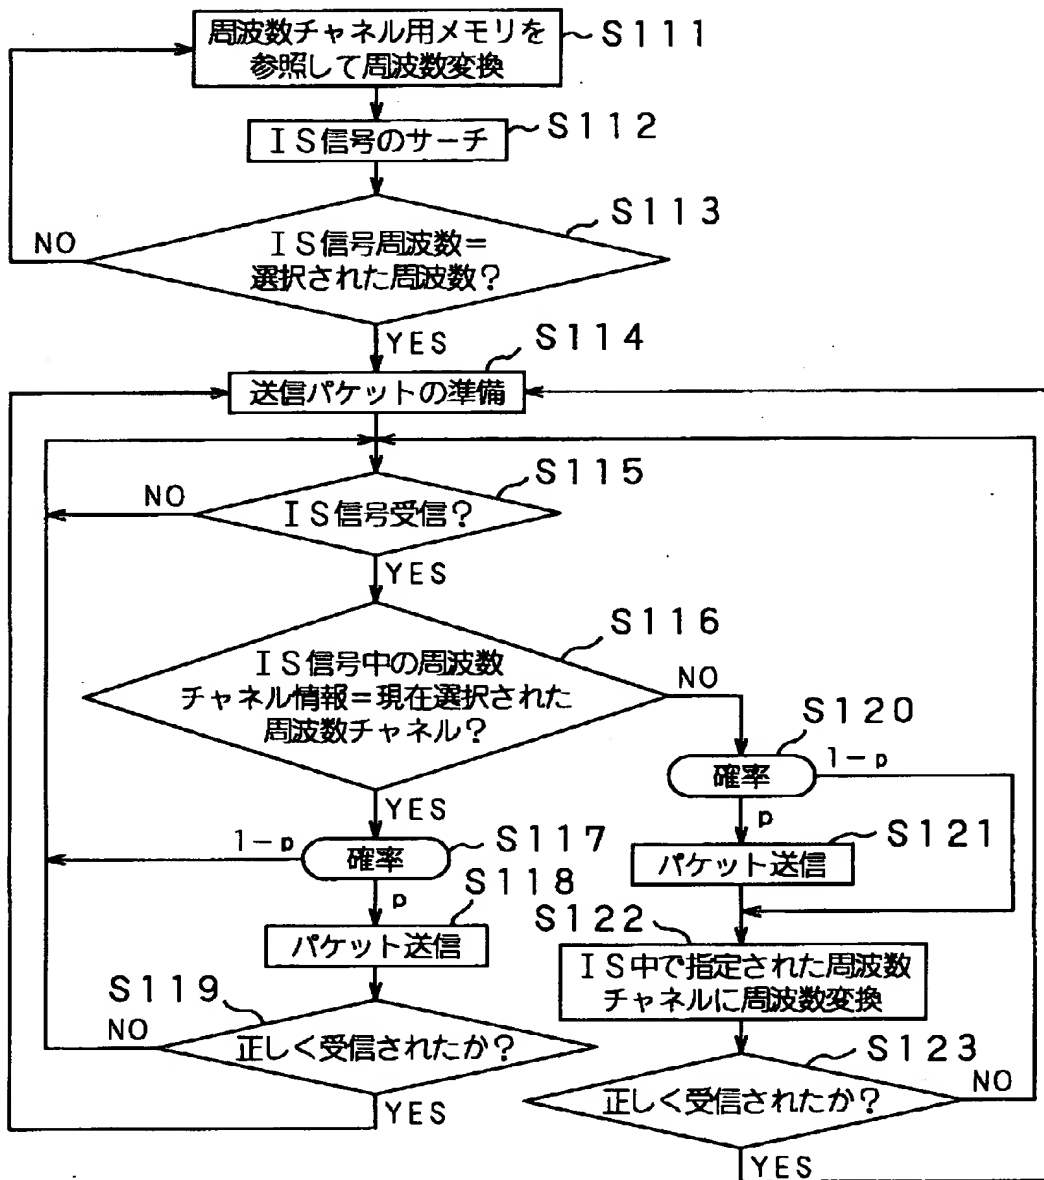 周波数チャネル用メモリを
参照して周波数変換
S111
IS信号のサーチ
S112
S113
IS信号周波数=
選択された周波数?
NO
YES
S114
送信パケットの準備
S115
IS信号受信?
NO
YES
S116
IS信号中の周波数
チャネル情報=現在選択された
周波数チャネル?
NO
YES
S120
確率
1-p
p
S117
確率
1-p
p
S121
パケット送信
S118
パケット送信
S122
IS中で指定された周波数
チャネルに周波数変換
S119
正しく受信されたか?
NO
YES
S123
正しく受信されたか?
NO
YES